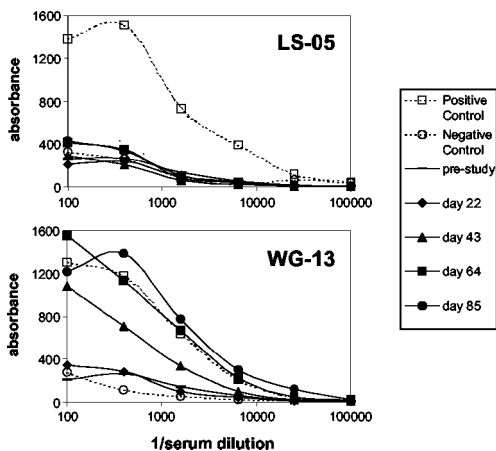 1600
1200
800
400
0
absorbance
LS-05
100
1000
10000
100000
1600
1200
800
400
0
absorbance
WG-13
100
1000
10000
100000
1/serum dilution
Positive
Control
Negative
Control
pre-study
day 22
day 43
day 64
day 85